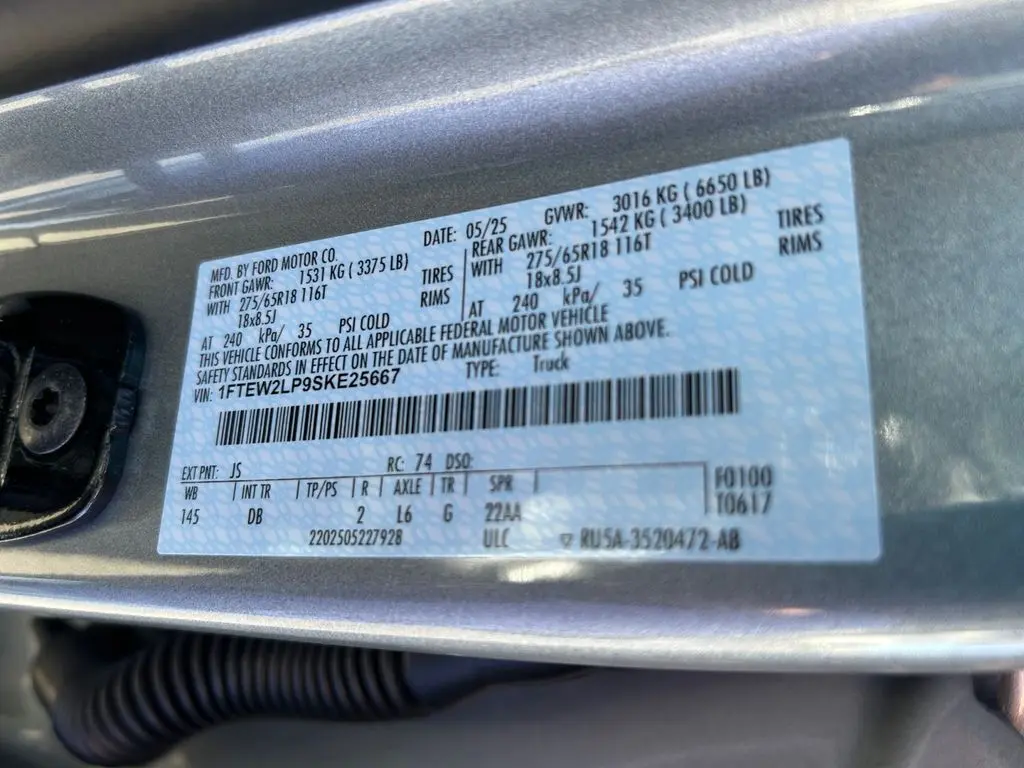 MFD. BY FORD MOTOR CO. DATE: 05/25 GVWR: 3016 KG ( 6650 LB)
FRONT GAWR: 1531 KG ( 3375 LB) REAR GAWR: 1542 KG ( 3400 LB)
WITH 275/65R18 116T TIRES WITH 275/65R18 116T TIRES
18x8.5J RIMS 18x8.5J RIMS
AT 240 kPa/ 35 PSI COLD AT 240 kPa/ 35 PSI COLD
THIS VEHICLE CONFORMS TO ALL APPLICABLE FEDERAL MOTOR VEHICLE
SAFETY STANDARDS IN EFFECT ON THE DATE OF MANUFACTURE SHOWN ABOVE.
VIN: 1FTEW2LP9SKE25667 TYPE: Truck
EXT PNT: JS RC: 74 DSO:
WB INT TR TP/PS R AXLE TR SPR F0100
145 DB 2 L6 G 22AA T0617
2202505227928 ULC ▽ RU5A-3520472-AB